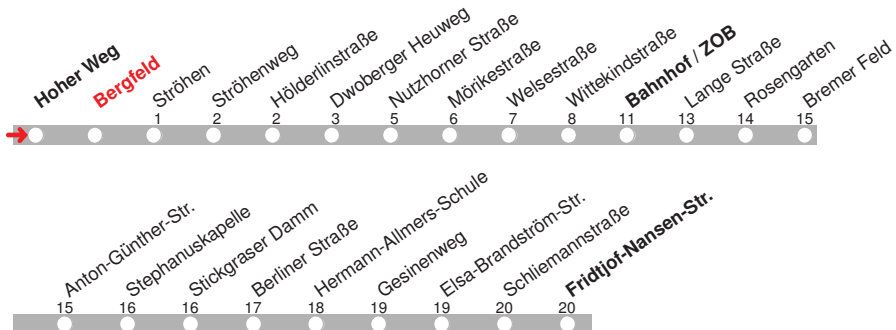 Hoher Weg
Bergfeld
Ströhen
Ströhenweg
Hölderlinstraße
Dwoberger Heuweg
Nutzhorner Straße
Mörikestraße
Welsestraße
Wittekindstraße
Bahnhof / ZOB
Lange Straße
Rosengarten
Bremer Feld
1 2 2 3 5 6 7 8 11 13 14 15
Anton-Günther-Str.
Stephanuskapelle
Stickgraser Damm
Berliner Straße
Hermann-Allmers-Schule
Gesinenweg
Elsa-Brandström-Str.
Schliemannstraße
Fridtjof-Nansen-Str.
15 16 16 17 18 19 19 20 20